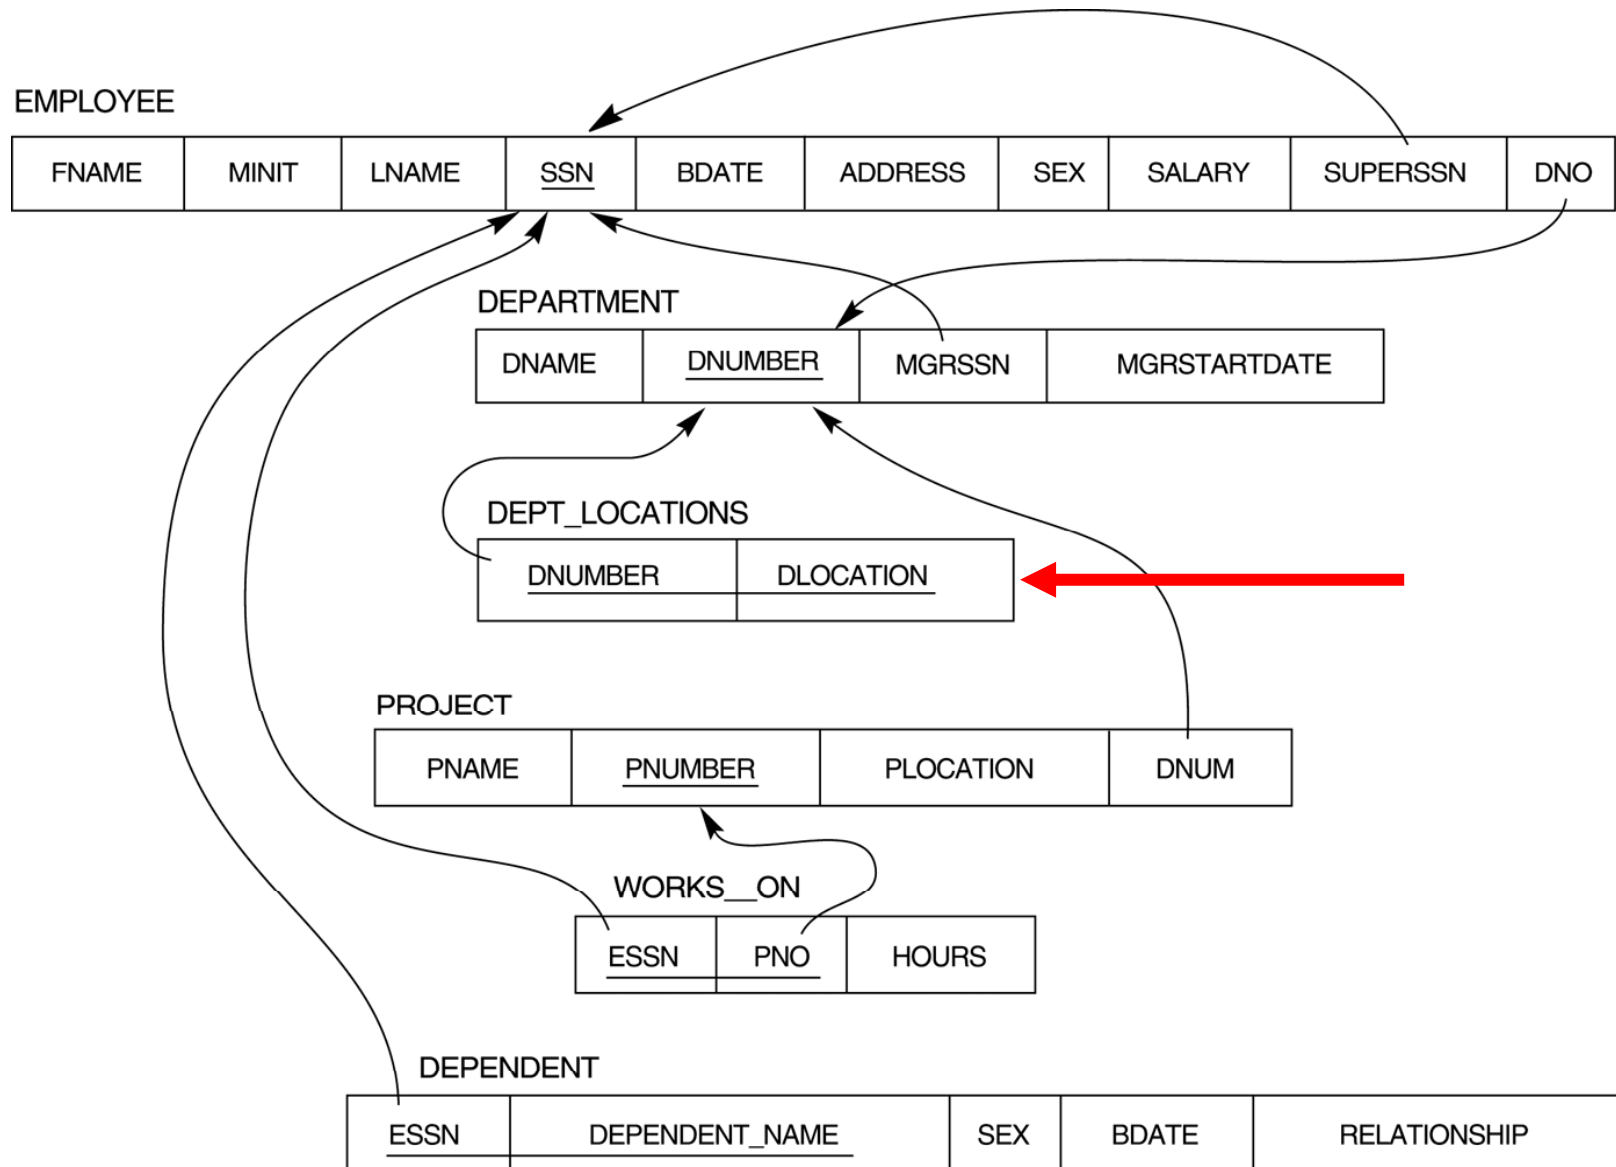 EMPLOYEE
FNAME MINIT LNAME SSN BDATE ADDRESS SEX SALARY SUPERSSN DNO
DEPARTMENT
DNAME DNUMBER MGRSSN MGRSTARTDATE
DEPT_LOCATIONS
DNUMBER DLOCATION
PROJECT
PNAME PNUMBER PLOCATION DNUM
WORKS__ON
ESSN PNO HOURS
DEPENDENT
ESSN DEPENDENT_NAME SEX BDATE RELATIONSHIP